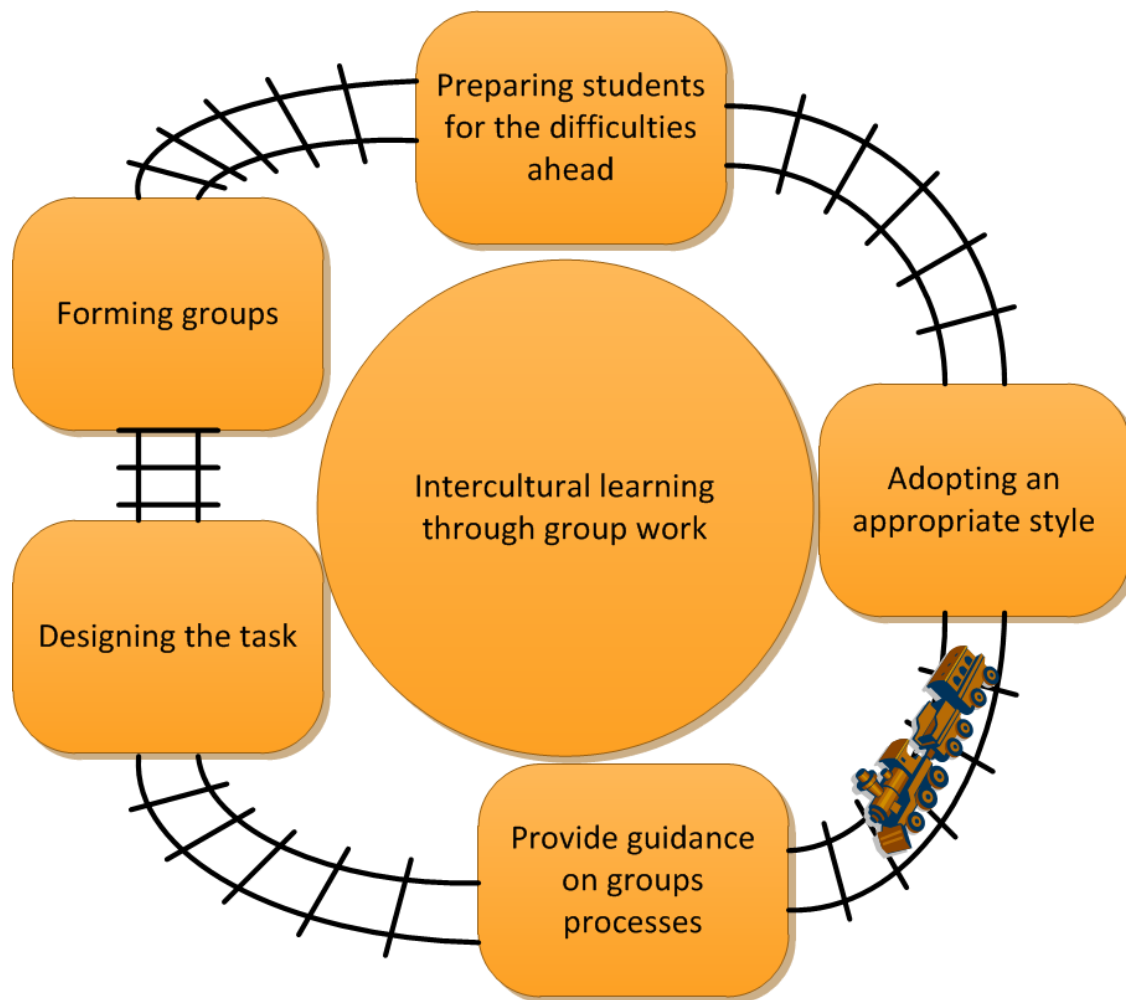 Preparing students
for the difficulties
ahead
Forming groups
Intercultural learning
through group work
Adopting an
appropriate style
Designing the task
Provide guidance
on groups
processes